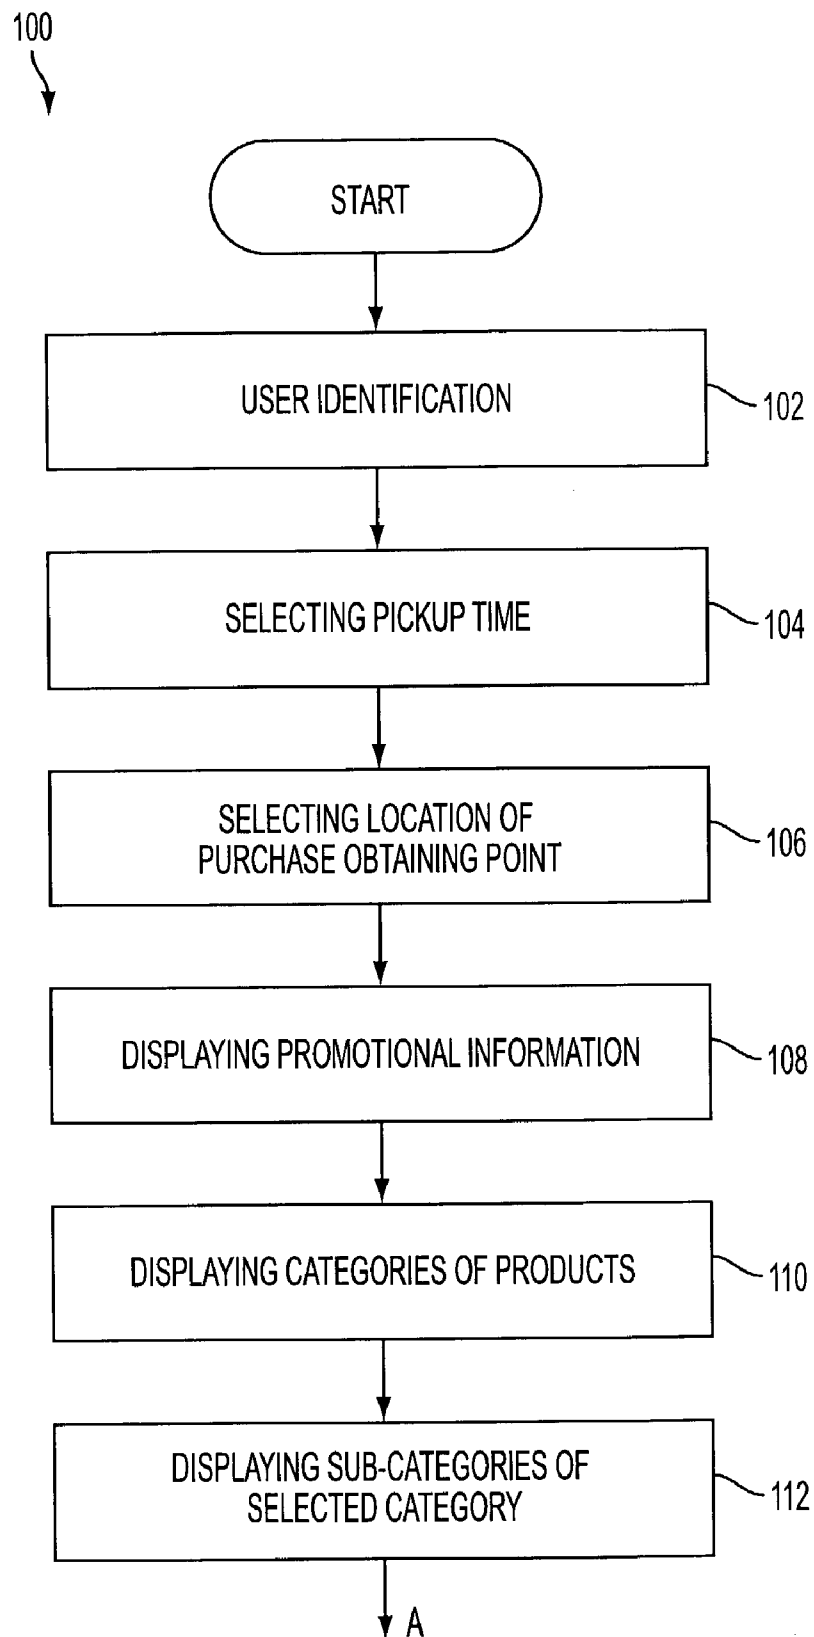 100
START
USER IDENTIFICATION
102
SELECTING PICKUP TIME
104
SELECTING LOCATION OF
PURCHASE OBTAINING POINT
106
DISPLAYING PROMOTIONAL INFORMATION
108
DISPLAYING CATEGORIES OF PRODUCTS
110
DISPLAYING SUB-CATEGORIES OF
SELECTED CATEGORY
112
A